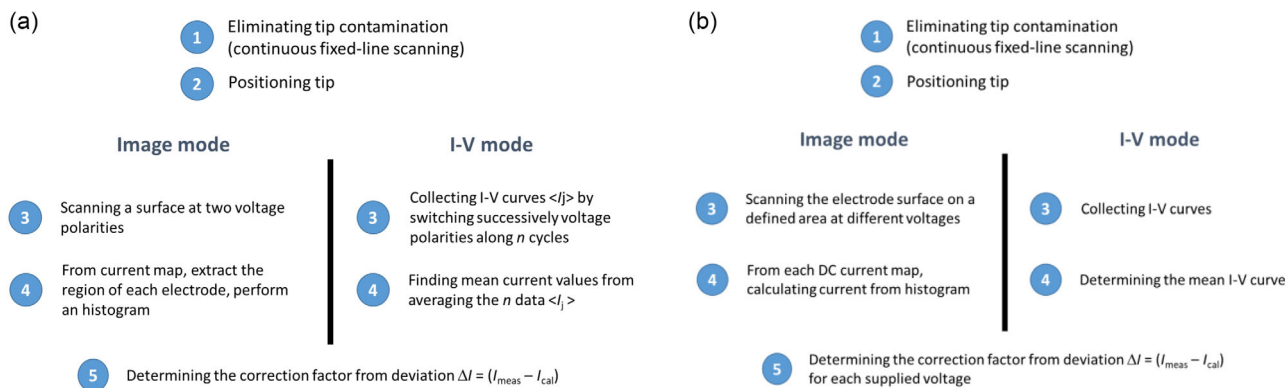 (a)
1
Eliminating tip contamination
(continuous fixed-line scanning)
2
Positioning tip
Image mode
I-V mode
3
Scanning a surface at two voltage
polarities
3
Collecting I-V curves <Ij> by
switching successively voltage
polarities along n cycles
4
From current map, extract the
region of each electrode, perform
an histogram
4
Finding mean current values from
averaging the n data <Ij >
5
Determining the correction factor from deviation ΔI = (Imeas − Ical)
(b)
1
Eliminating tip contamination
(continuous fixed-line scanning)
2
Positioning tip
Image mode
I-V mode
3
Scanning the electrode surface on a
defined area at different voltages
3
Collecting I-V curves
4
From each DC current map,
calculating current from histogram
4
Determining the mean I-V curve
5
Determining the correction factor from deviation ΔI = (Imeas − Ical)
for each supplied voltage